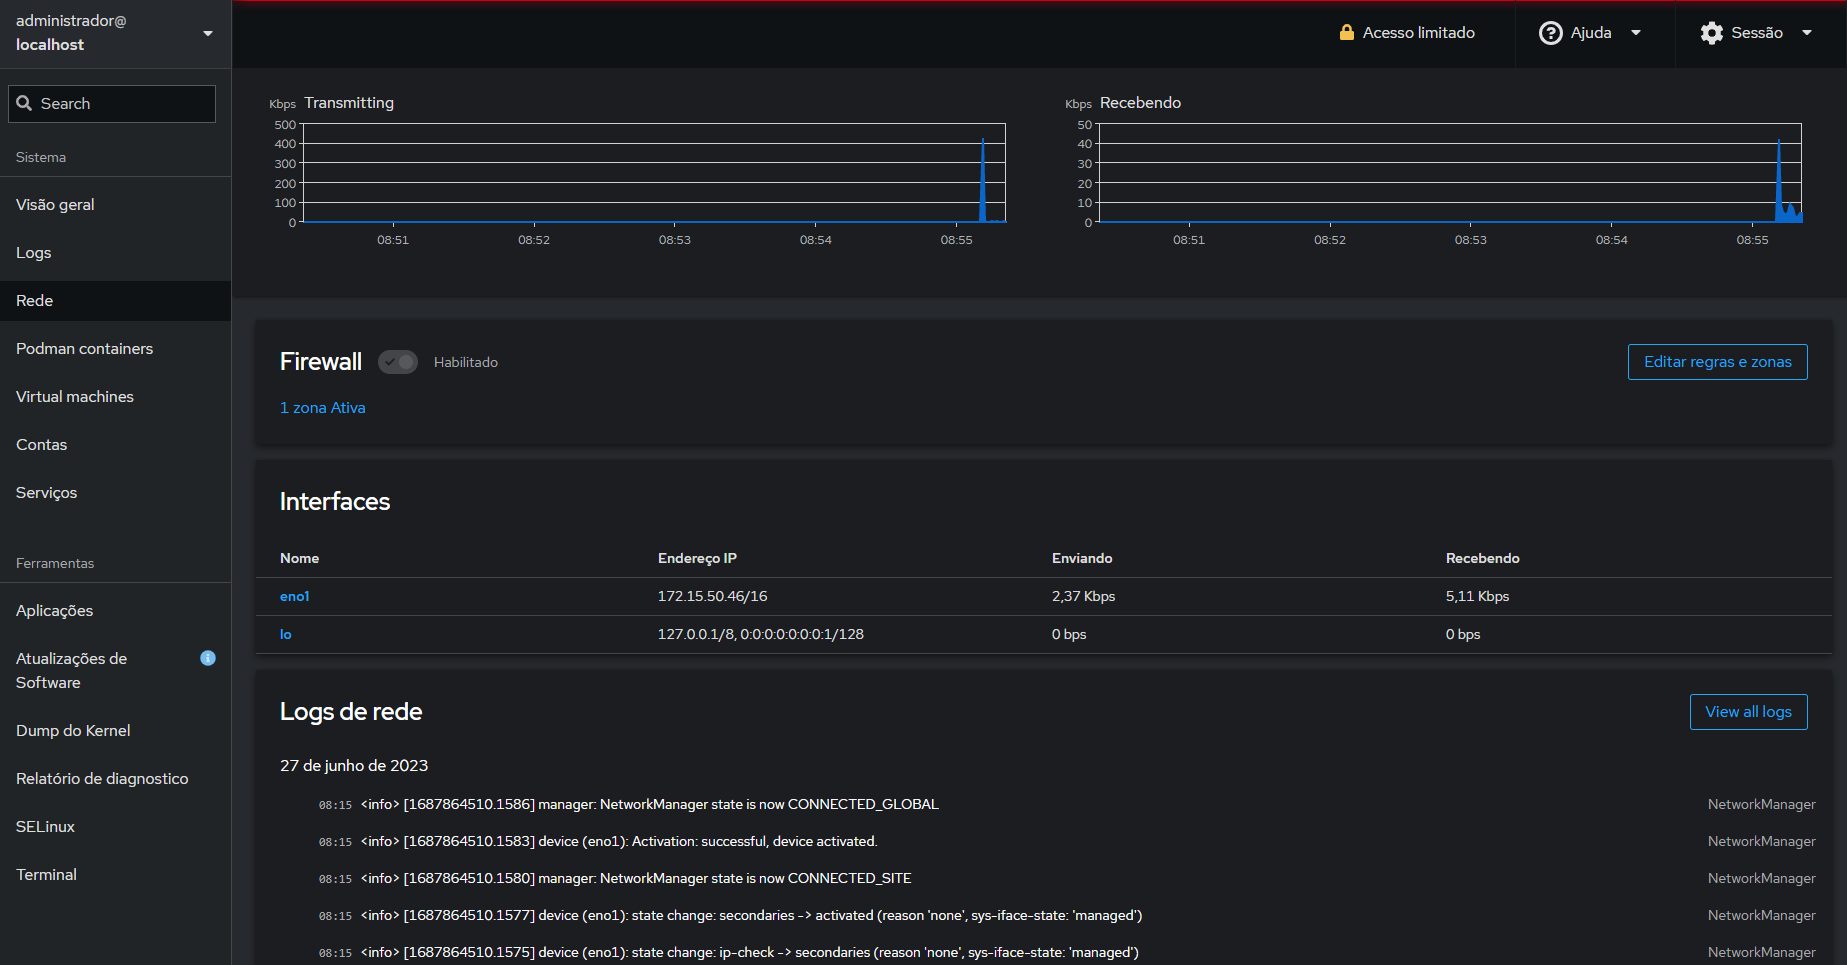 administrador@
localhost
Acesso limitado
Ajuda
Sessão
Search
Sistema
Visão geral
Logs
Rede
Podman containers
Virtual machines
Contas
Serviços
Ferramentas
Aplicações
Atualizações de
Software
Dump do Kernel
Relatório de diagnostico
SELinux
Terminal
Kbps Transmitting
500
400
300
200
100
0
08:51 08:52 08:53 08:54 08:55
Kbps Recebendo
50
40
30
20
10
0
08:51 08:52 08:53 08:54 08:55
Firewall Habilitado
Editar regras e zonas
1 zona Ativa
Interfaces
Nome Endereço IP Enviando Recebendo
eno1 172.15.50.46/16 2,37 Kbps 5,11 Kbps
lo 127.0.0.1/8, 0:0:0:0:0:0:0:1/128 0 bps 0 bps
Logs de rede
View all logs
27 de junho de 2023
08:15 <info> [1687864510.1586] manager: NetworkManager state is now CONNECTED_GLOBAL NetworkManager
08:15 <info> [1687864510.1583] device (eno1): Activation: successful, device activated. NetworkManager
08:15 <info> [1687864510.1580] manager: NetworkManager state is now CONNECTED_SITE NetworkManager
08:15 <info> [1687864510.1577] device (eno1): state change: secondaries -> activated (reason 'none', sys-iface-state: 'managed') NetworkManager
08:15 <info> [1687864510.1575] device (eno1): state change: ip-check -> secondaries (reason 'none', sys-iface-state: 'managed') NetworkManager